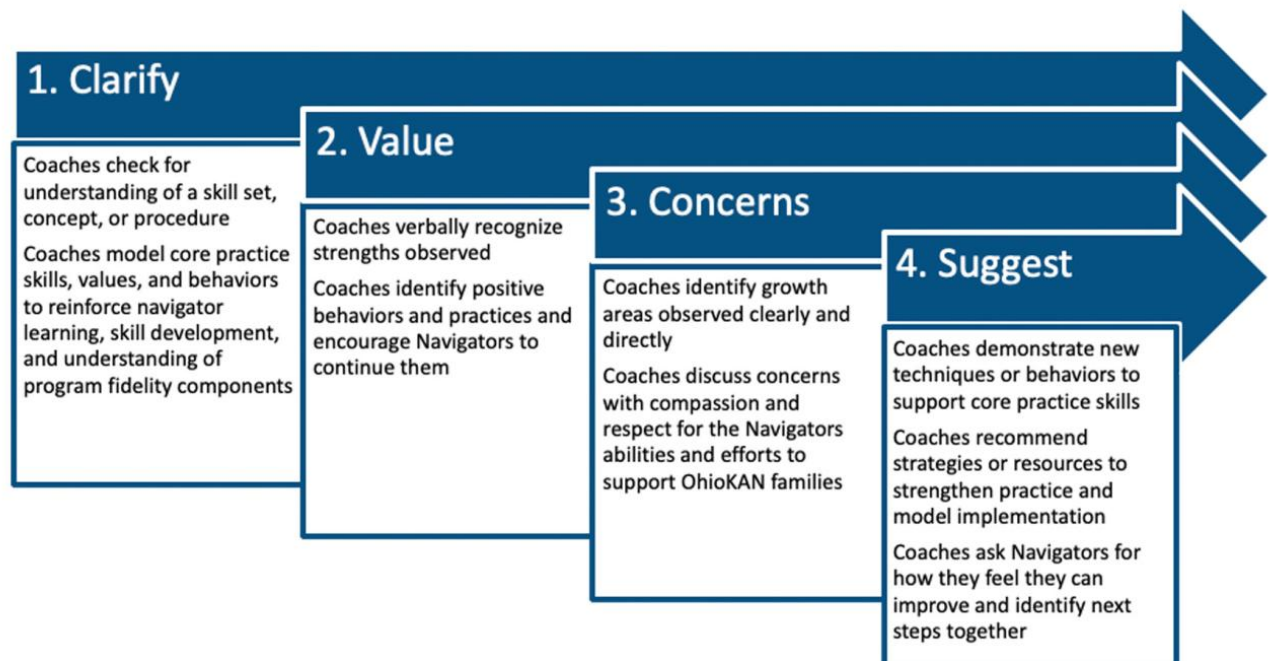 1. Clarify
Coaches check for
understanding of a skill set,
concept, or procedure
Coaches model core practice
skills, values, and behaviors
to reinforce navigator
learning, skill development,
and understanding of
program fidelity components
2. Value
Coaches verbally recognize
strengths observed
Coaches identify positive
behaviors and practices and
encourage Navigators to
continue them
3. Concerns
Coaches identify growth
areas observed clearly and
directly
Coaches discuss concerns
with compassion and
respect for the Navigators
abilities and efforts to
support OhioKAN families
4. Suggest
Coaches demonstrate new
techniques or behaviors to
support core practice skills
Coaches recommend
strategies or resources to
strengthen practice and
model implementation
Coaches ask Navigators for
how they feel they can
improve and identify next
steps together